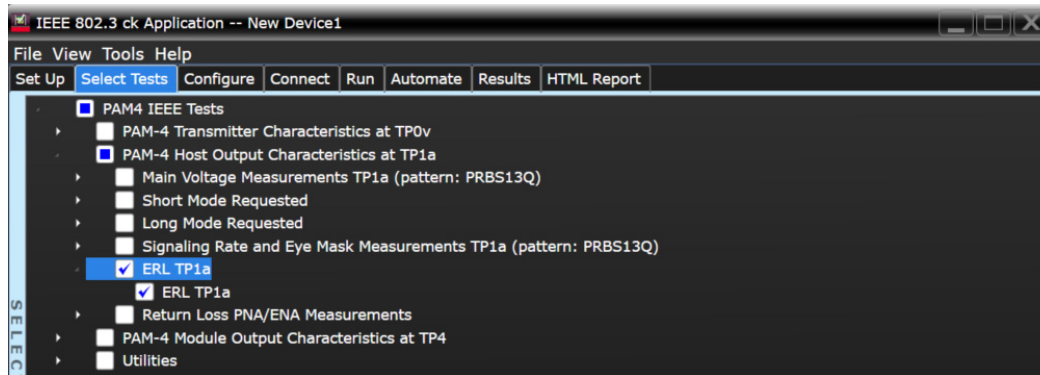 IEEE 802.3 ck Application -- New Device1
File View Tools Help
Set Up Select Tests Configure Connect Run Automate Results HTML Report
PAM4 IEEE Tests
PAM-4 Transmitter Characteristics at TP0v
PAM-4 Host Output Characteristics at TP1a
Main Voltage Measurements TP1a (pattern: PRBS13Q)
Short Mode Requested
Long Mode Requested
Signaling Rate and Eye Mask Measurements TP1a (pattern: PRBS13Q)
ERL TP1a
ERL TP1a
Return Loss PNA/ENA Measurements
PAM-4 Module Output Characteristics at TP4
Utilities
SELEC